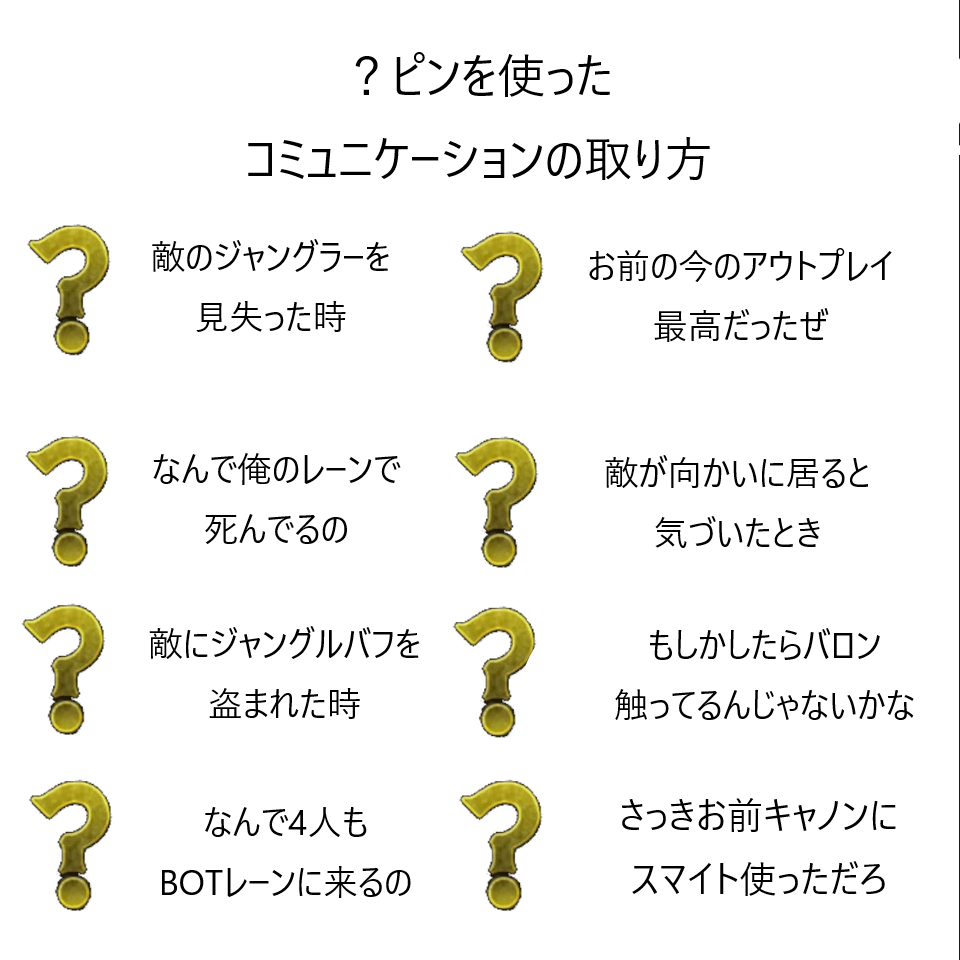 ？ピンを使った
コミュニケーションの取り方
敵のジャングラーを
見失った時
お前の今のアウトプレイ
最高だったぜ
なんで俺のレーンで
死んでるの
敵が向かいに居ると
気づいたとき
敵にジャングルバフを
盗まれた時
もしかしたらバロン
触ってるんじゃないかな
なんで4人も
BOTレーンに来るの
さっきお前キャノンに
スマイト使っただろ